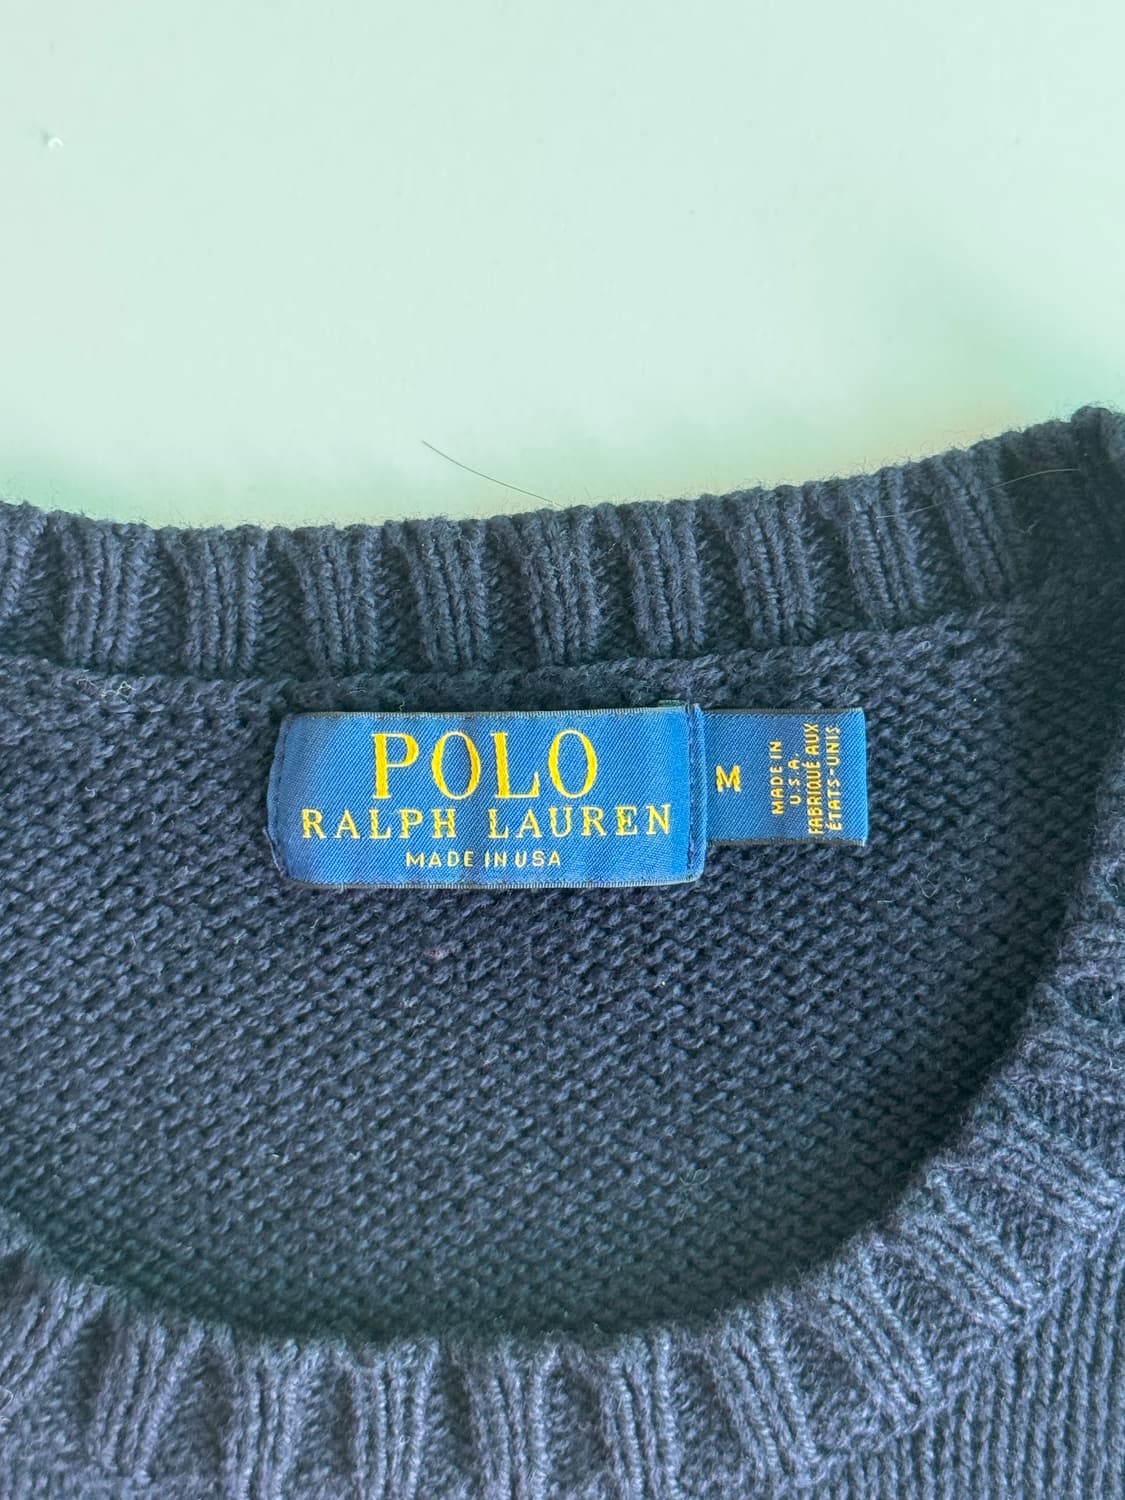 POLO
RALPH LAUREN
MADE IN USA
M
MADE IN
U.S.A.
FABRIQUÉ AUX
ÉTATS-UNIS